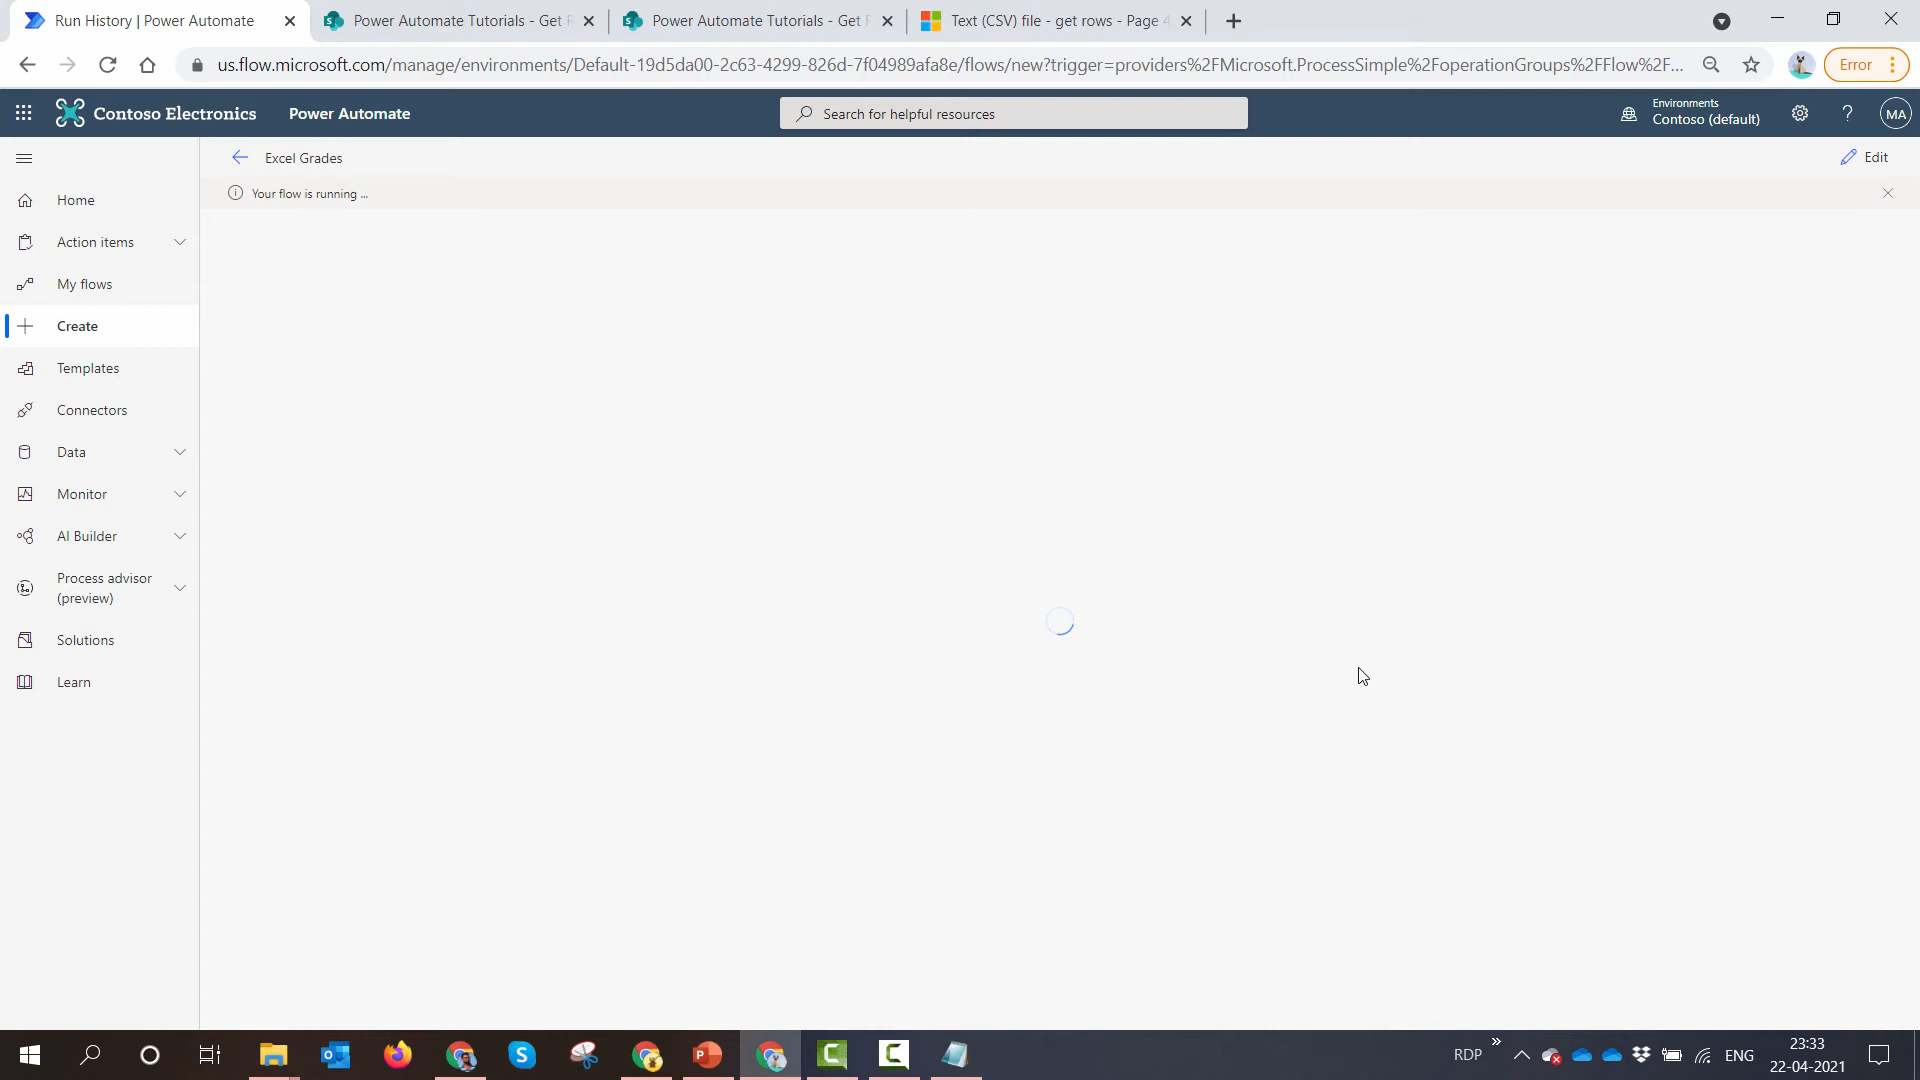 Run History | Power Automate
Power Automate Tutorials - Get
Power Automate Tutorials - Get
Text (CSV) file - get rows - Page
us.flow.microsoft.com/manage/environments/Default-19d5da00-2c63-4299-826d-7f04989afa8e/flows/new?trigger=providers%2FMicrosoft.ProcessSimple%2FoperationGroups%2FFlow%2F...
Error
Contoso Electronics
Power Automate
Search for helpful resources
Environments
Contoso (default)
?
MA
Excel Grades
Edit
Your flow is running ...
Home
Action items
My flows
Create
Templates
Connectors
Data
Monitor
AI Builder
Process advisor
(preview)
Solutions
Learn
RDP
ENG
23:33
22-04-2021